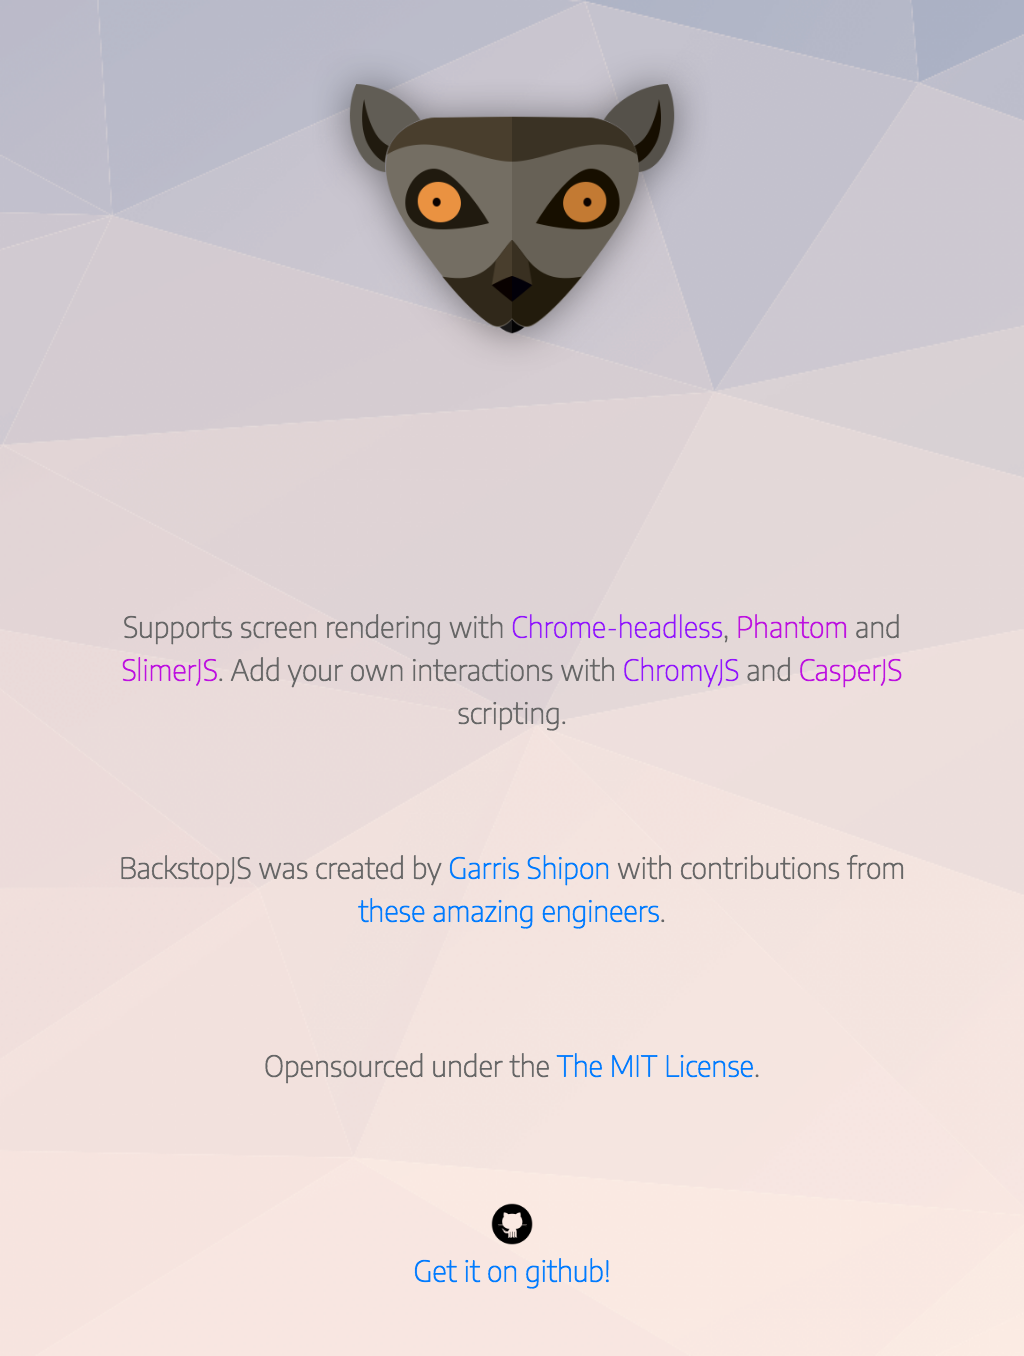 Supports screen rendering with Chrome-headless, Phantom and
SlimerJS. Add your own interactions with ChromyJS and CasperJS
scripting.
BackstopJS was created by Garris Shipon with contributions from
these amazing engineers.
Opensourced under the The MIT License.
Get it on github!